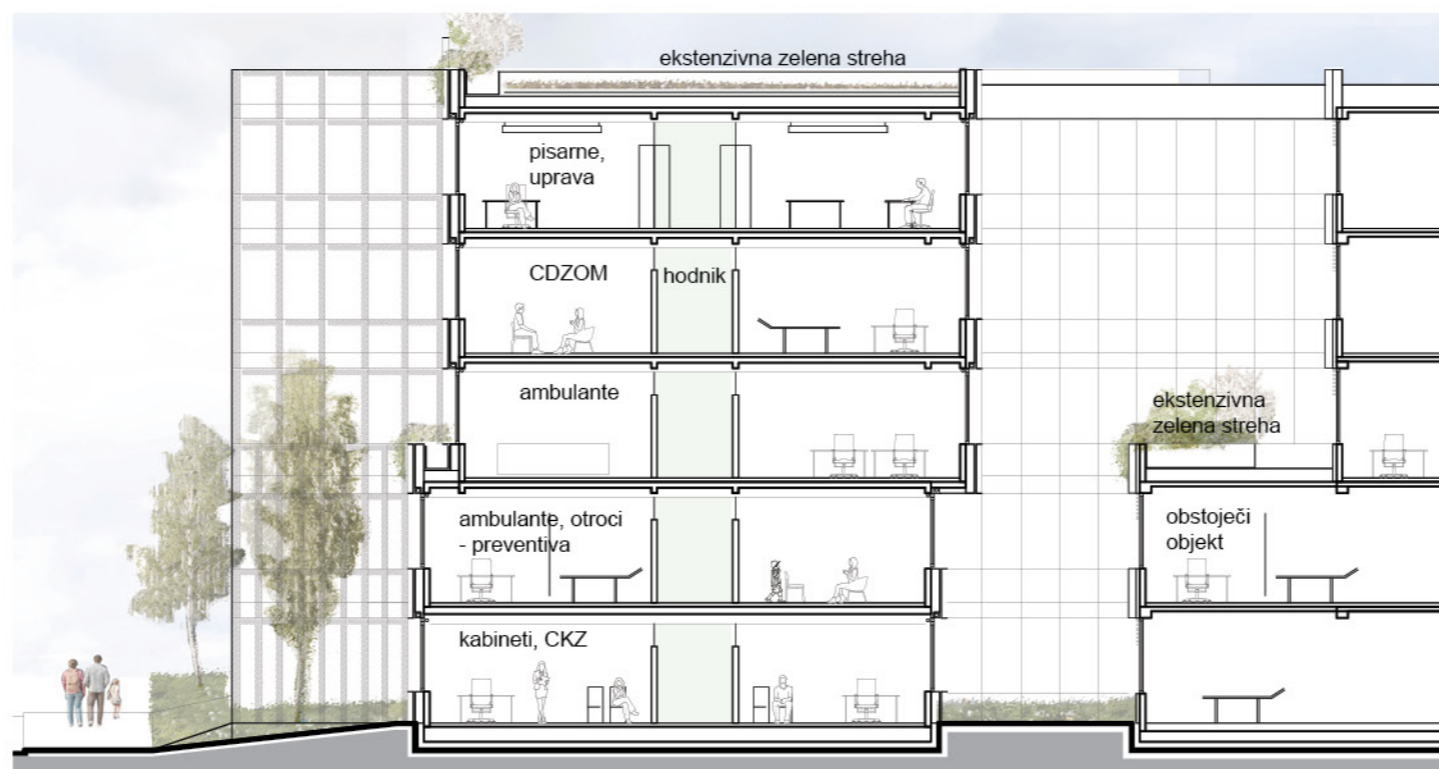 ekstenzivna zelena streha
pisarne,
uprava
CDZOM
hodnik
ambulante
ekstenzivna
zelena streha
ambulante, otroci
- preventiva
obstoječi
objekt
kabineti, CKZ